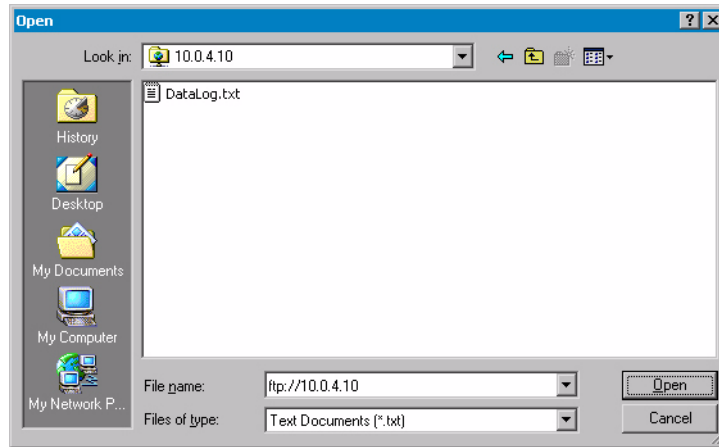 Open
Look in:
10.0.4.10
DataLog.txt
History
Desktop
My Documents
My Computer
My Network P...
File name:
ftp://10.0.4.10
Open
Files of type:
Text Documents (*.txt)
Cancel